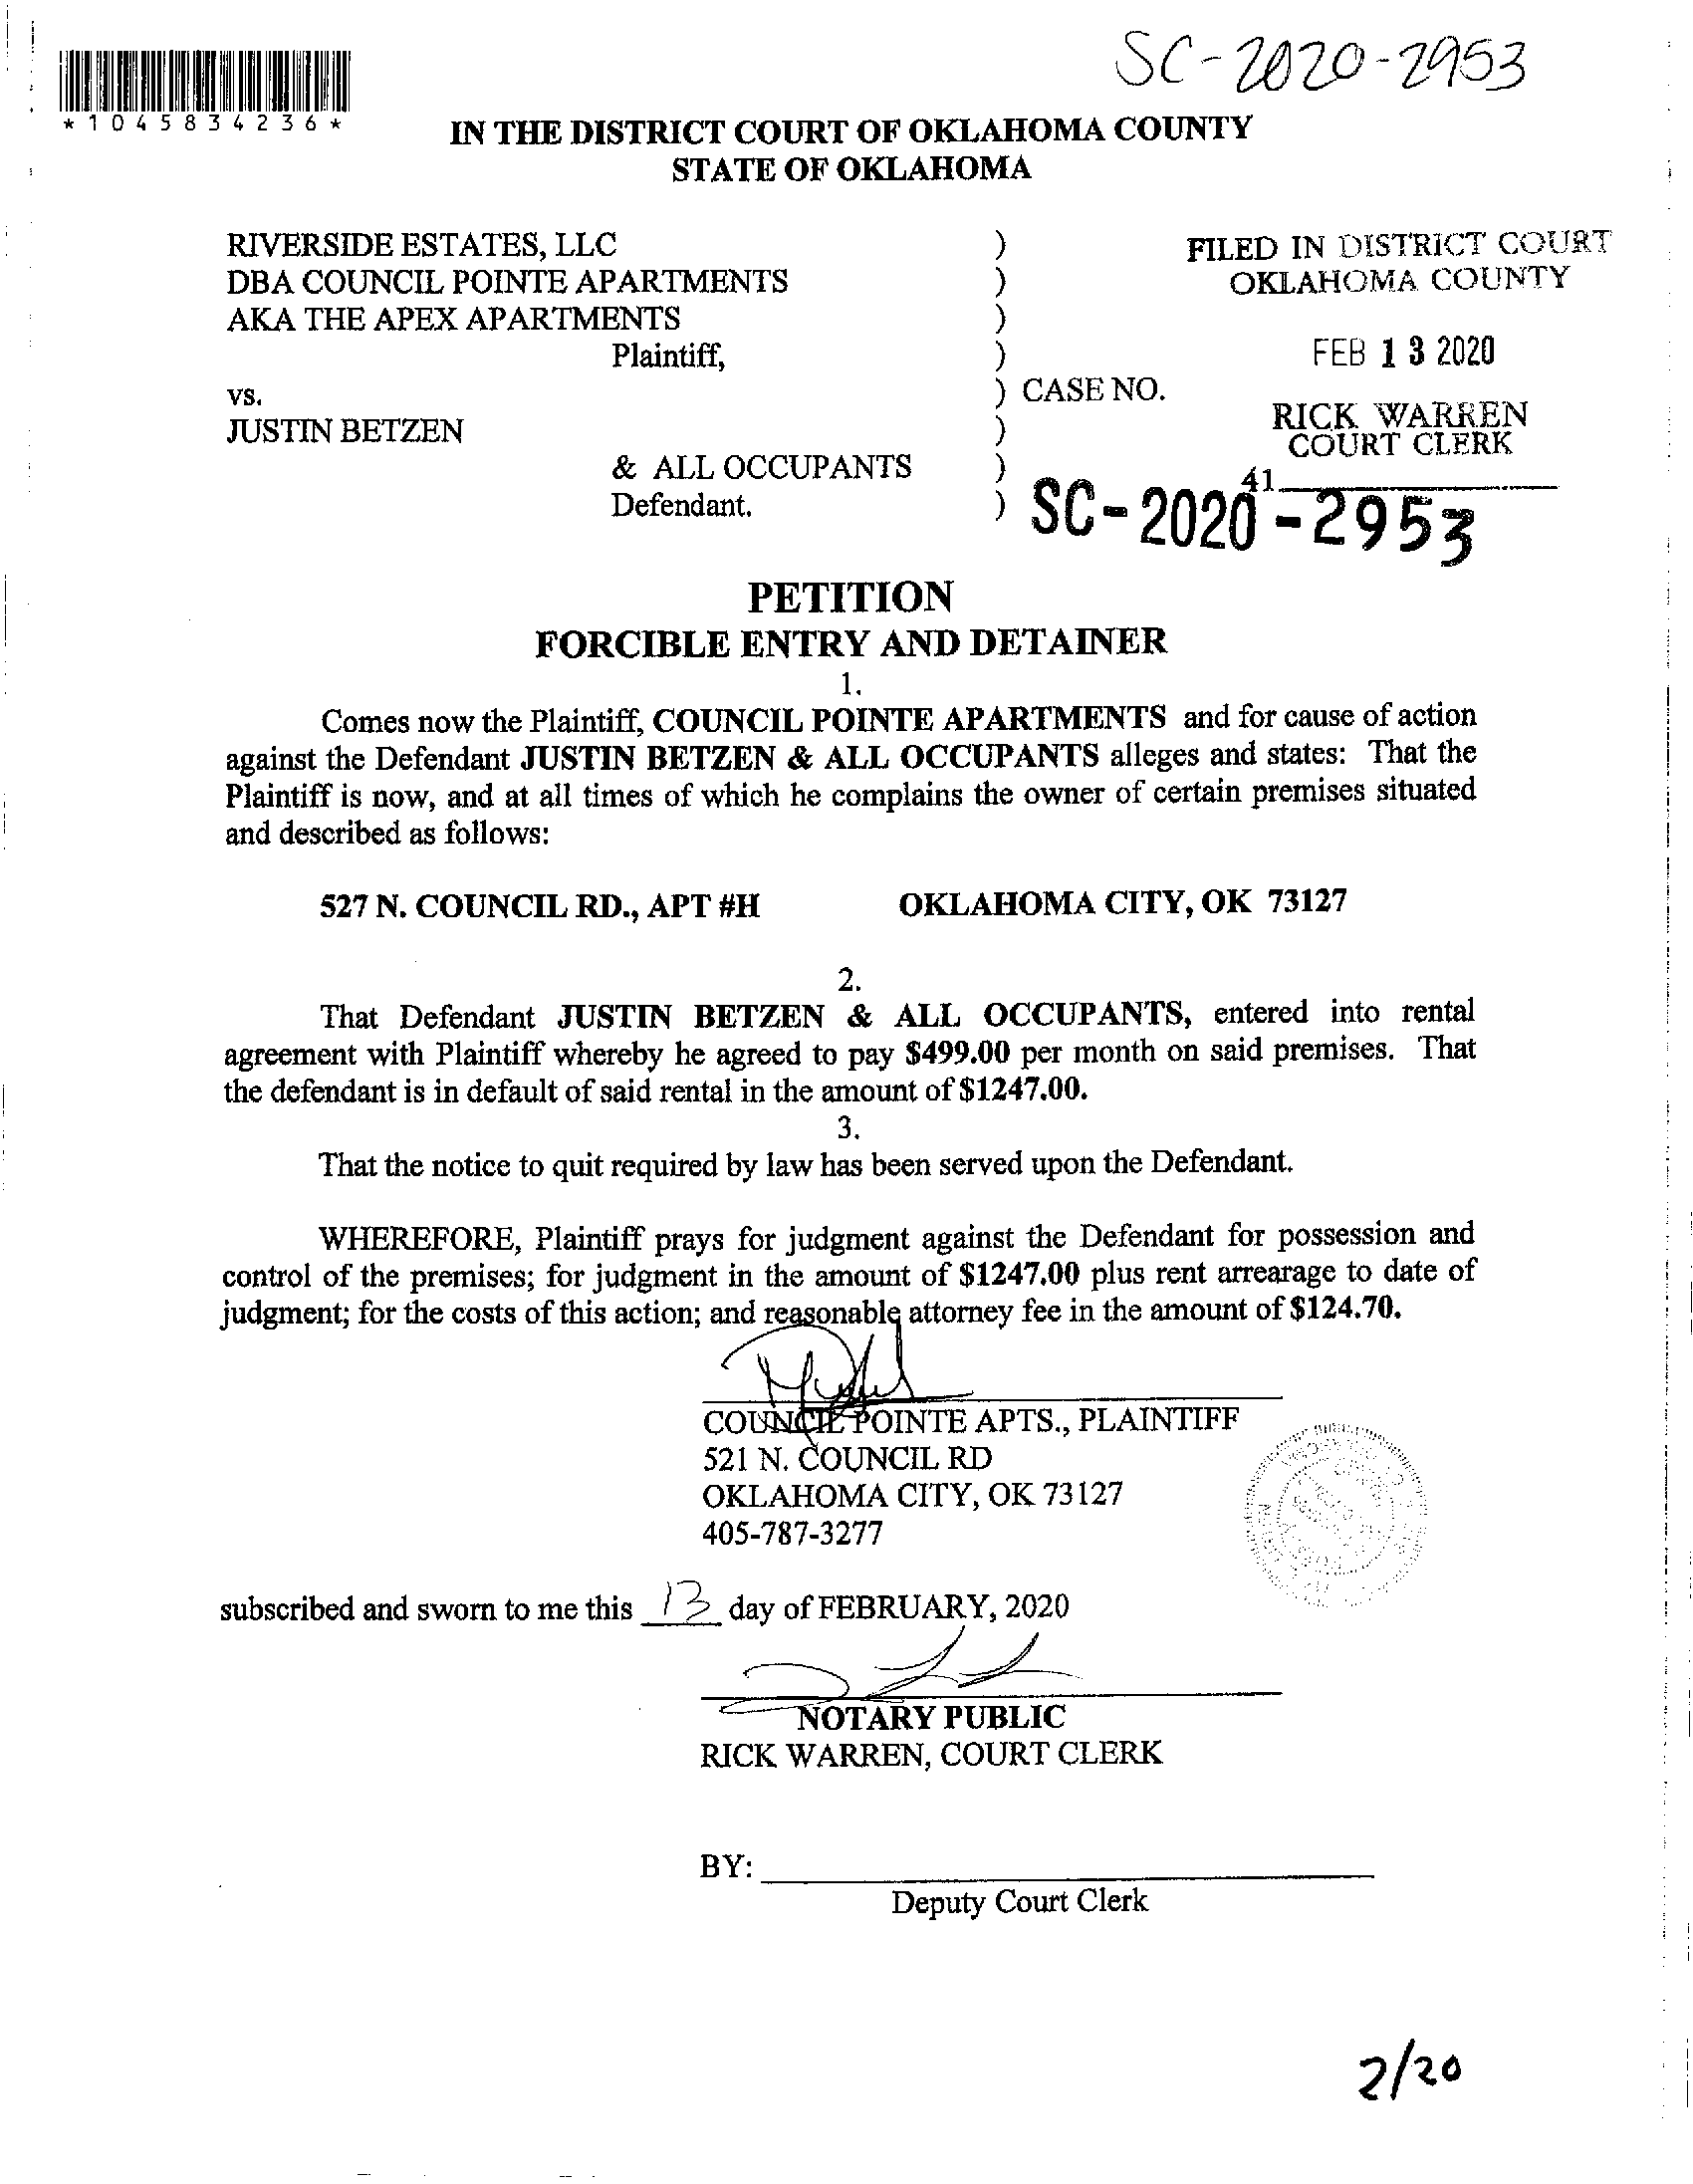 SC-2020-2953
*1045834236*
IN THE DISTRICT COURT OF OKLAHOMA COUNTY
STATE OF OKLAHOMA
RIVERSIDE ESTATES, LLC )
DBA COUNCIL POINTE APARTMENTS )
AKA THE APEX APARTMENTS )
Plaintiff, )
vs. ) CASE NO.
JUSTIN BETZEN )
& ALL OCCUPANTS )
Defendant. )
FILED IN DISTRICT COURT
OKLAHOMA COUNTY
FEB 13 2020
RICK WARREN
COURT CLERK
41
SC-2020-2953
PETITION
FORCIBLE ENTRY AND DETAINER
1.
Comes now the Plaintiff, COUNCIL POINTE APARTMENTS and for cause of action
against the Defendant JUSTIN BETZEN & ALL OCCUPANTS alleges and states: That the
Plaintiff is now, and at all times of which he complains the owner of certain premises situated
and described as follows:
527 N. COUNCIL RD., APT #H OKLAHOMA CITY, OK 73127
2.
That Defendant JUSTIN BETZEN & ALL OCCUPANTS, entered into rental
agreement with Plaintiff whereby he agreed to pay $499.00 per month on said premises. That
the defendant is in default of said rental in the amount of $1247.00.
3.
That the notice to quit required by law has been served upon the Defendant.
WHEREFORE, Plaintiff prays for judgment against the Defendant for possession and
control of the premises; for judgment in the amount of $1247.00 plus rent arrearage to date of
judgment; for the costs of this action; and reasonable attorney fee in the amount of $124.70.
COUNCIL POINTE APTS., PLAINTIFF
521 N. COUNCIL RD
OKLAHOMA CITY, OK 73127
405-787-3277
subscribed and sworn to me this 13 day of FEBRUARY, 2020
NOTARY PUBLIC
RICK WARREN, COURT CLERK
BY:
Deputy Court Clerk
2/20